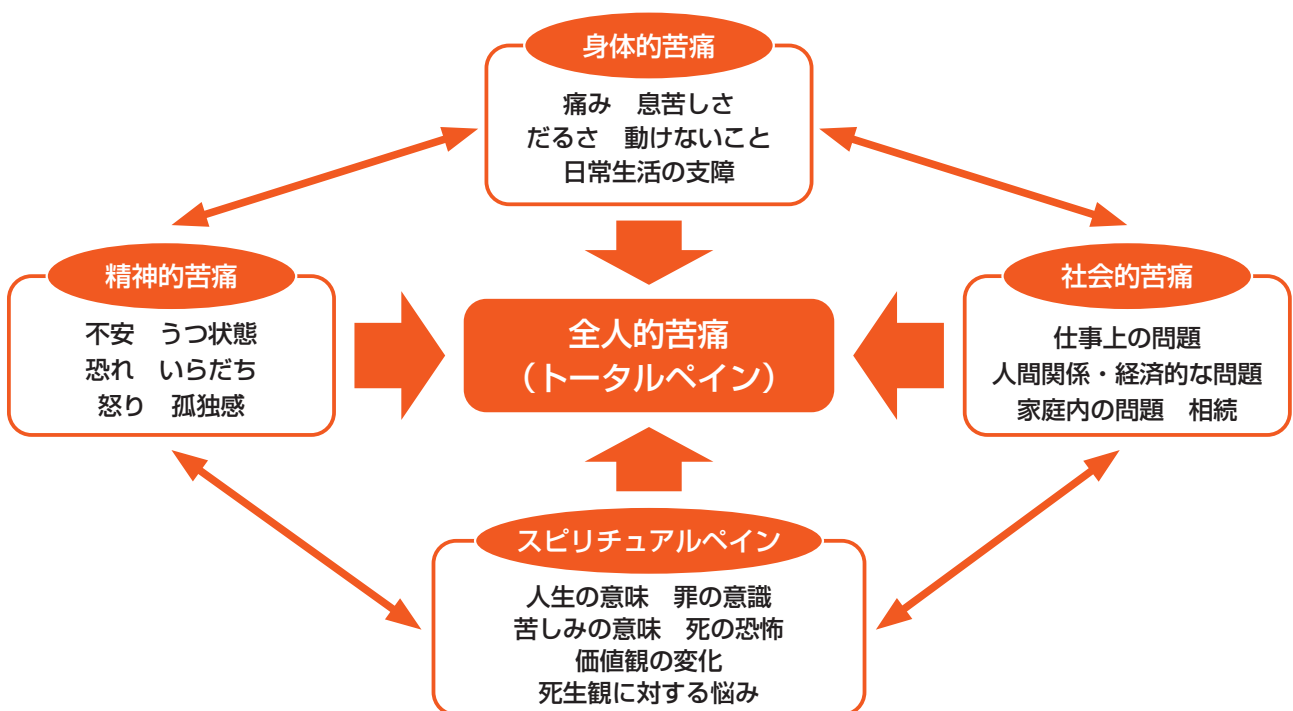 身体的苦痛
痛み　息苦しさ
だるさ　動けないこと
日常生活の支障
精神的苦痛
不安　うつ状態
恐れ　いらだち
怒り　孤独感
全人的苦痛
（トータルペイン）
社会的苦痛
仕事上の問題
人間関係・経済的な問題
家庭内の問題　相続
スピリチュアルペイン
人生の意味　罪の意識
苦しみの意味　死の恐怖
価値観の変化
死生観に対する悩み